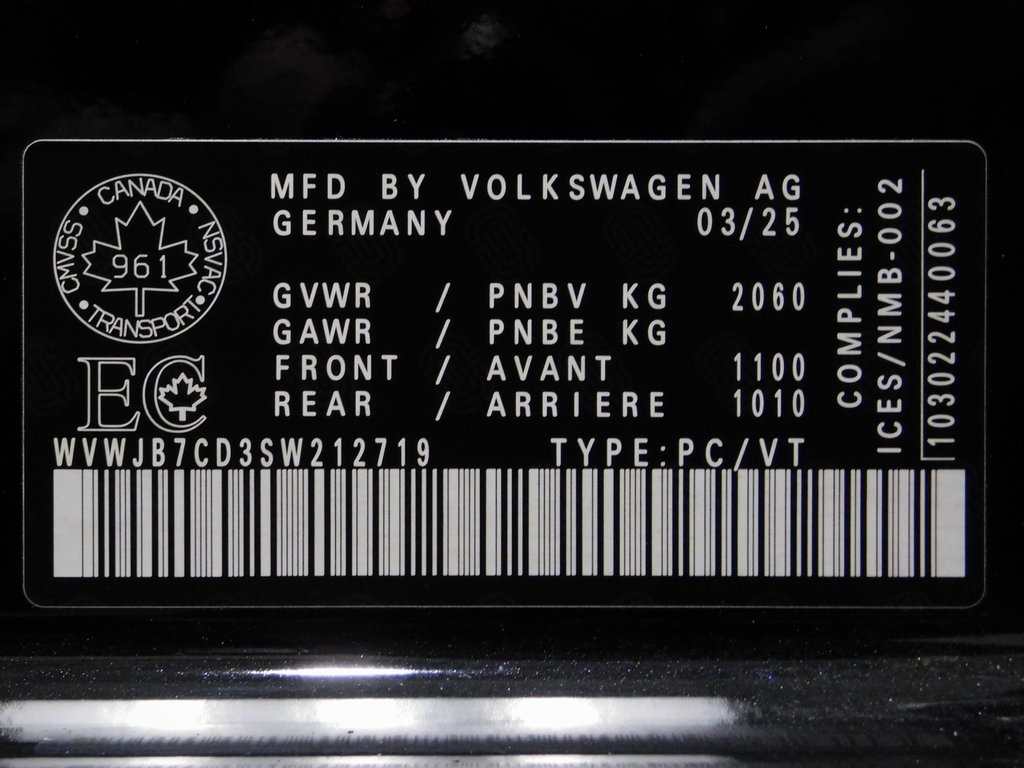 CANADA
CMVSS
NSVAC
TRANSPORT
961
EC
MFD BY VOLKSWAGEN AG
GERMANY 03/25
GVWR / PNBV KG 2060
GAWR / PNBE KG
FRONT / AVANT 1100
REAR / ARRIERE 1010
WVWJB7CD3SW212719 TYPE:PC/VT
COMPLIES:
ICES/NMB-002
10302440063